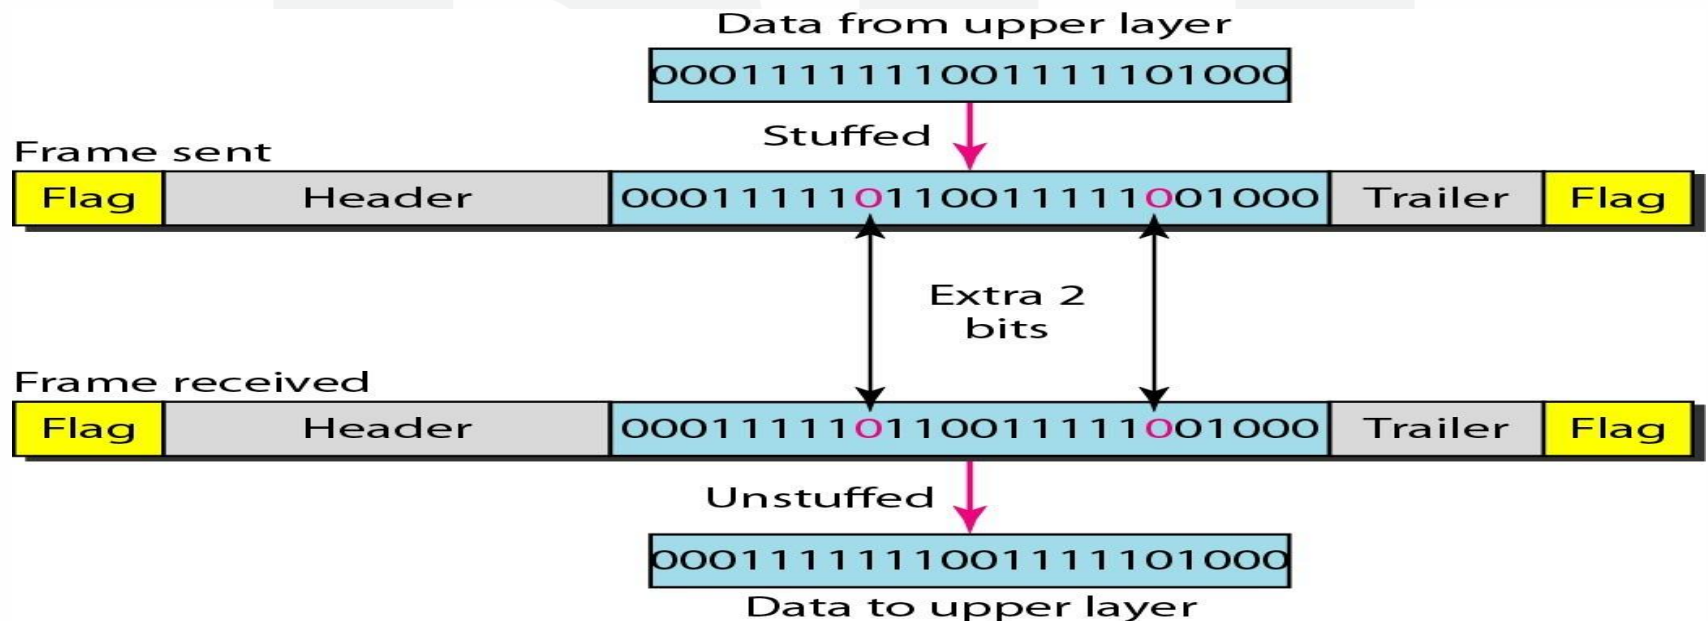 Data from upper layer
0001111111001111101000
Stuffed
Frame sent
Flag Header 000111110110011111001000 Trailer Flag
Extra 2
bits
Frame received
Flag Header 000111110110011111001000 Trailer Flag
Unstuffed
0001111111001111101000
Data to upper layer